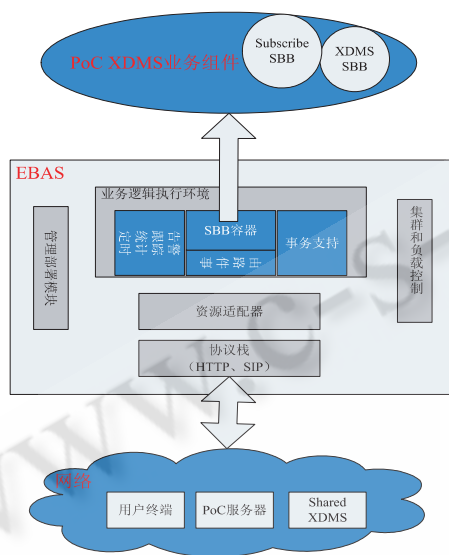 Subscribe
SBB
XDMS
SBB
PoC XDMS业务组件
EBAS
业务逻辑执行环境
告警
跟踪
统计
定时
SBB容器
事件路由
事务支持
管理部署模块
集群和负载控制
资源适配器
协议栈
（HTTP、SIP）
网络
用户终端
PoC服务器
Shared
XDMS
www.c-s-